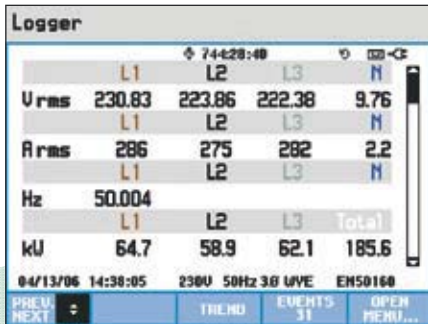 Logger
744:28:40
L1 L2 L3 N
Vrms 230.83 223.86 222.38 9.76
L1 L2 L3 N
Arms 286 275 282 2.2
L1 L2 L3 N
Hz 50.004
L1 L2 L3 Total
kW 64.7 58.9 62.1 185.6
04/13/06 14:38:05 230V 50Hz 3Ø WYE EN50160
PREV. NEXT TREND EVENTS 31 OPEN MENU...